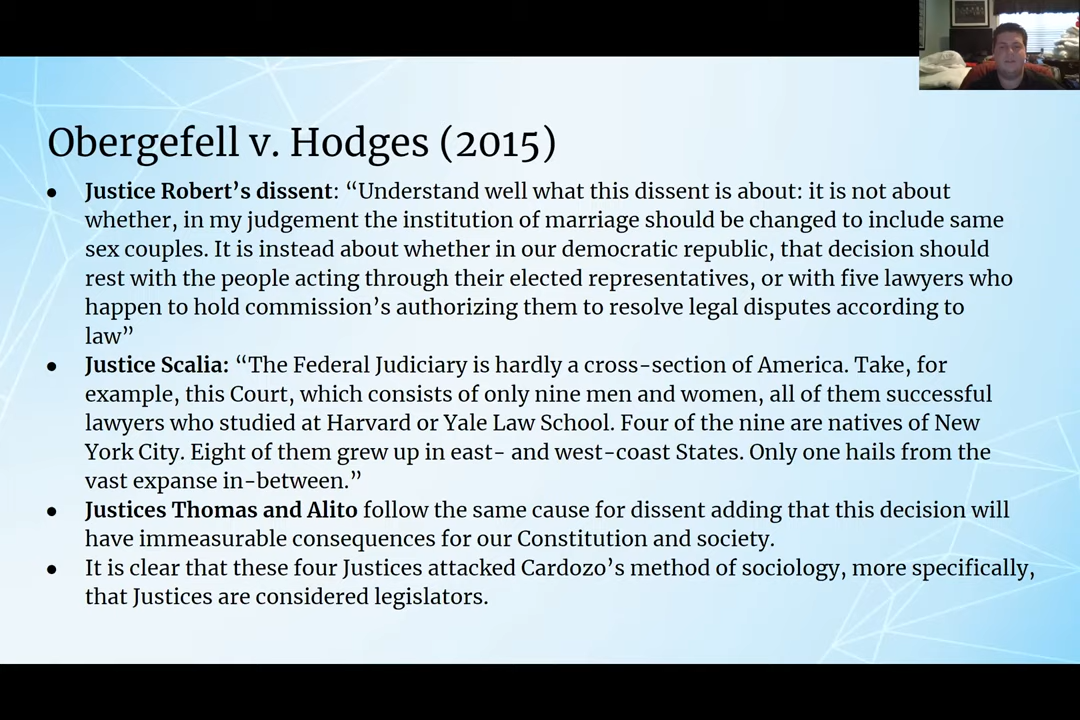 Obergefell v. Hodges (2015)
● Justice Robert’s dissent: “Understand well what this dissent is about: it is not about
whether, in my judgement the institution of marriage should be changed to include same
sex couples. It is instead about whether in our democratic republic, that decision should
rest with the people acting through their elected representatives, or with five lawyers who
happen to hold commission’s authorizing them to resolve legal disputes according to
law”
● Justice Scalia: “The Federal Judiciary is hardly a cross-section of America. Take, for
example, this Court, which consists of only nine men and women, all of them successful
lawyers who studied at Harvard or Yale Law School. Four of the nine are natives of New
York City. Eight of them grew up in east- and west-coast States. Only one hails from the
vast expanse in-between.”
● Justices Thomas and Alito follow the same cause for dissent adding that this decision will
have immeasurable consequences for our Constitution and society.
● It is clear that these four Justices attacked Cardozo’s method of sociology, more specifically,
that Justices are considered legislators.